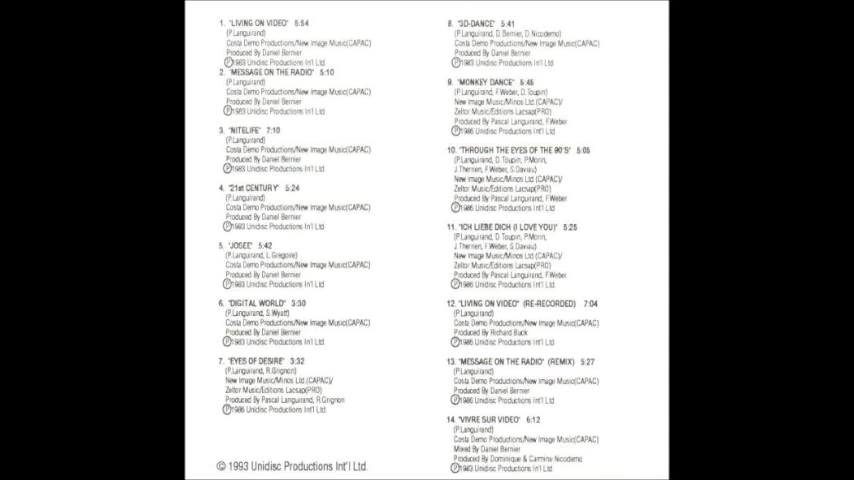 1. "LIVING ON VIDEO" 5:54
(P.Languirand)
Costa Demo Productions/New Image Music(CAPAC)
Produced By Daniel Bernier
Ⓟ1983 Unidisc Productions Int'l Ltd
2. "MESSAGE ON THE RADIO" 5:10
(P.Languirand)
Costa Demo Productions/New Image Music(CAPAC)
Produced By Daniel Bernier
Ⓟ1983 Unidisc Productions Int'l Ltd
3. "NITELIFE" 7:10
(P.Languirand)
Costa Demo Productions/New Image Music(CAPAC)
Produced By Daniel Bernier
Ⓟ1983 Unidisc Productions Int'l Ltd
4. "21st CENTURY" 5:24
(P.Languirand)
Costa Demo Productions/New Image Music(CAPAC)
Produced By Daniel Bernier
Ⓟ1983 Unidisc Productions Int'l Ltd
5. "JOSEE" 5:42
(P.Languirand, L.Gregoire)
Costa Demo Productions/New Image Music(CAPAC)
Produced By Daniel Bernier
Ⓟ1983 Unidisc Productions Int'l Ltd
6. "DIGITAL WORLD" 3:30
(P.Languirand, S.Wyatt)
Costa Demo Productions/New Image Music(CAPAC)
Produced By Daniel Bernier
Ⓟ1983 Unidisc Productions Int'l Ltd
7. "EYES OF DESIRE" 3:32
(P.Languirand, R.Grignon)
New Image Music/Minos Ltd.(CAPAC)/
Zeltor Music/Editions Lacsap(PRO)
Produced By Pascal Languirand, R.Grignon
Ⓟ1986 Unidisc Productions Int'l Ltd
© 1993 Unidisc Productions Int'l Ltd.
8. "3D-DANCE" 5:41
(P.Languirand, D.Bernier, D.Nicodemo)
Costa Demo Productions/New Image Music(CAPAC)
Produced By Daniel Bernier
Ⓟ1983 Unidisc Productions Int'l Ltd
9. "MONKEY DANCE" 5:45
(P.Languirand, F.Weber, D.Toupin)
New Image Music/Minos Ltd.(CAPAC)/
Zeltor Music/Editions Lacsap(PRO)
Produced By Pascal Languirand, F.Weber
Ⓟ1986 Unidisc Productions Int'l Ltd
10. "THROUGH THE EYES OF THE 90'S" 5:05
(P.Languirand, D.Toupin, P.Morin,
J.Therrien, F.Weber, S.Daviau)
New Image Music/Minos Ltd.(CAPAC)/
Zeltor Music/Editions Lacsap(PRO)
Produced By Pascal Languirand, F.Weber
Ⓟ1986 Unidisc Productions Int'l Ltd
11. "ICH LIEBE DICH (I LOVE YOU)" 5:25
(P.Languirand, D.Toupin, P.Morin,
J.Therrien, F.Weber, S.Daviau)
New Image Music/Minos Ltd.(CAPAC)/
Zeltor Music/Editions Lacsap(PRO)
Produced By Pascal Languirand, F.Weber
Ⓟ1986 Unidisc Productions Int'l Ltd
12. "LIVING ON VIDEO" (RE-RECORDED) 7:04
(P.Languirand)
Costa Demo Productions/New Image Music(CAPAC)
Produced By Richard Buck
Ⓟ1985 Unidisc Productions Int'l Ltd
13. "MESSAGE ON THE RADIO" (REMIX) 5:27
(P.Languirand)
Costa Demo Productions/New Image Music(CAPAC)
Produced By Daniel Bernier
Ⓟ1986 Unidisc Productions Int'l Ltd
14. "VIVRE SUR VIDEO" 6:12
(P.Languirand)
Costa Demo Productions/New Image Music(CAPAC)
Mixed By Daniel Bernier
Produced By Dominique & Carmine Nicodemo
Ⓟ1983 Unidisc Productions Int'l Ltd